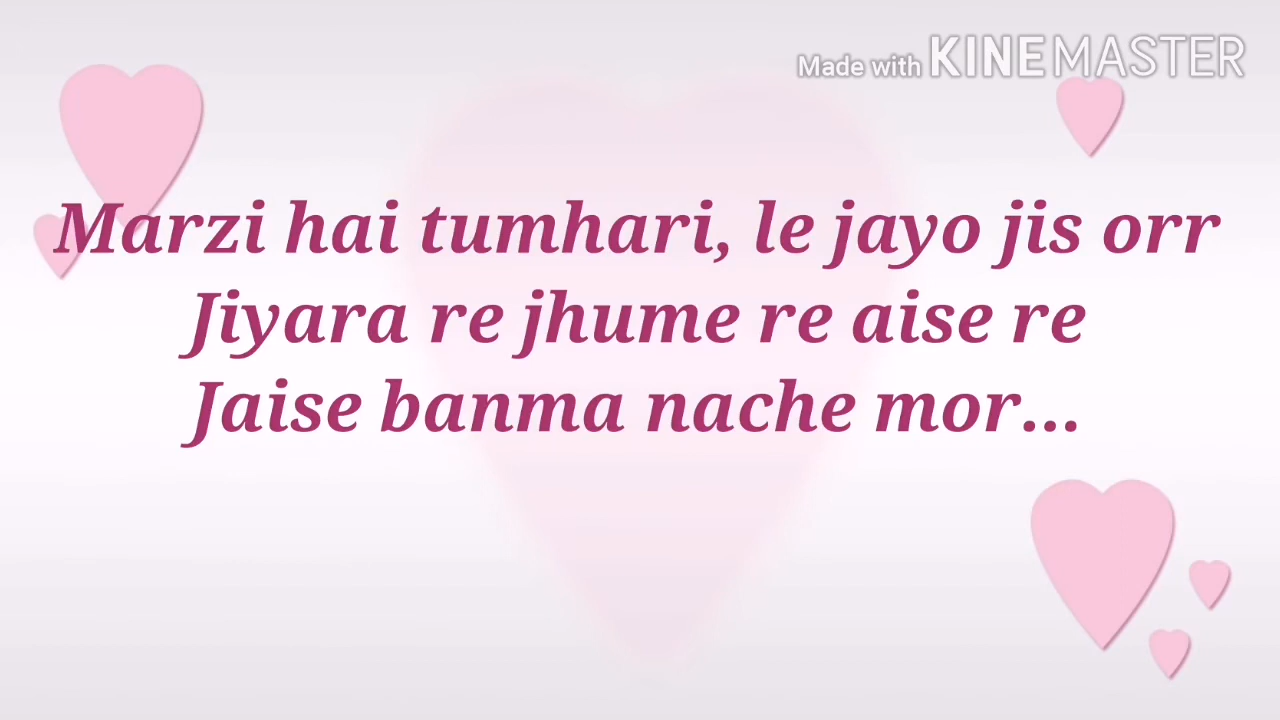 Made with KINEMASTER
Marzi hai tumhari, le jayo jis orr
Jiyara re jhume re aise re
Jaise banma nache mor...